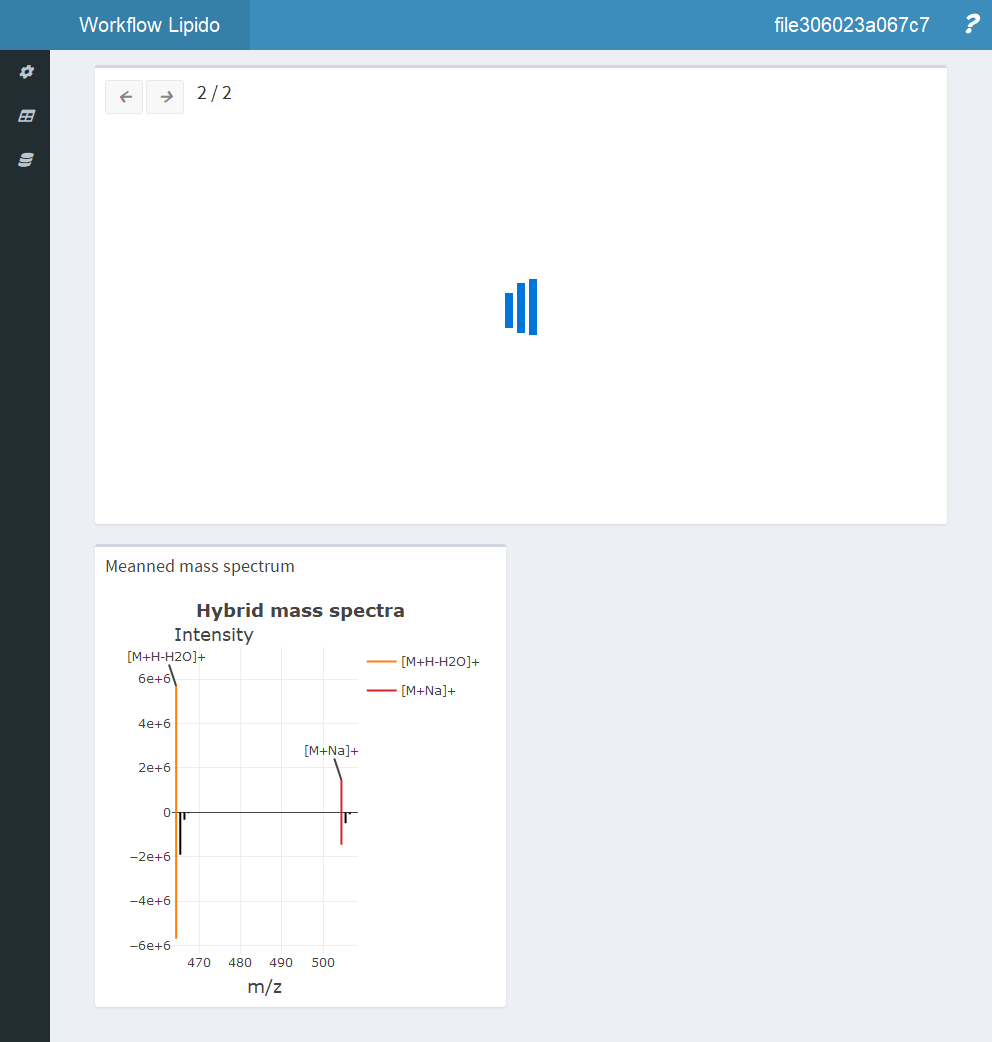 Workflow Lipido
file306023a067c7
?
2 / 2
Meanned mass spectrum
Hybrid mass spectra
Intensity
[M+H-H2O]+
[M+H-H2O]+
6e+6
[M+Na]+
4e+6
[M+Na]+
2e+6
0
−2e+6
−4e+6
−6e+6
470 480 490 500
m/z